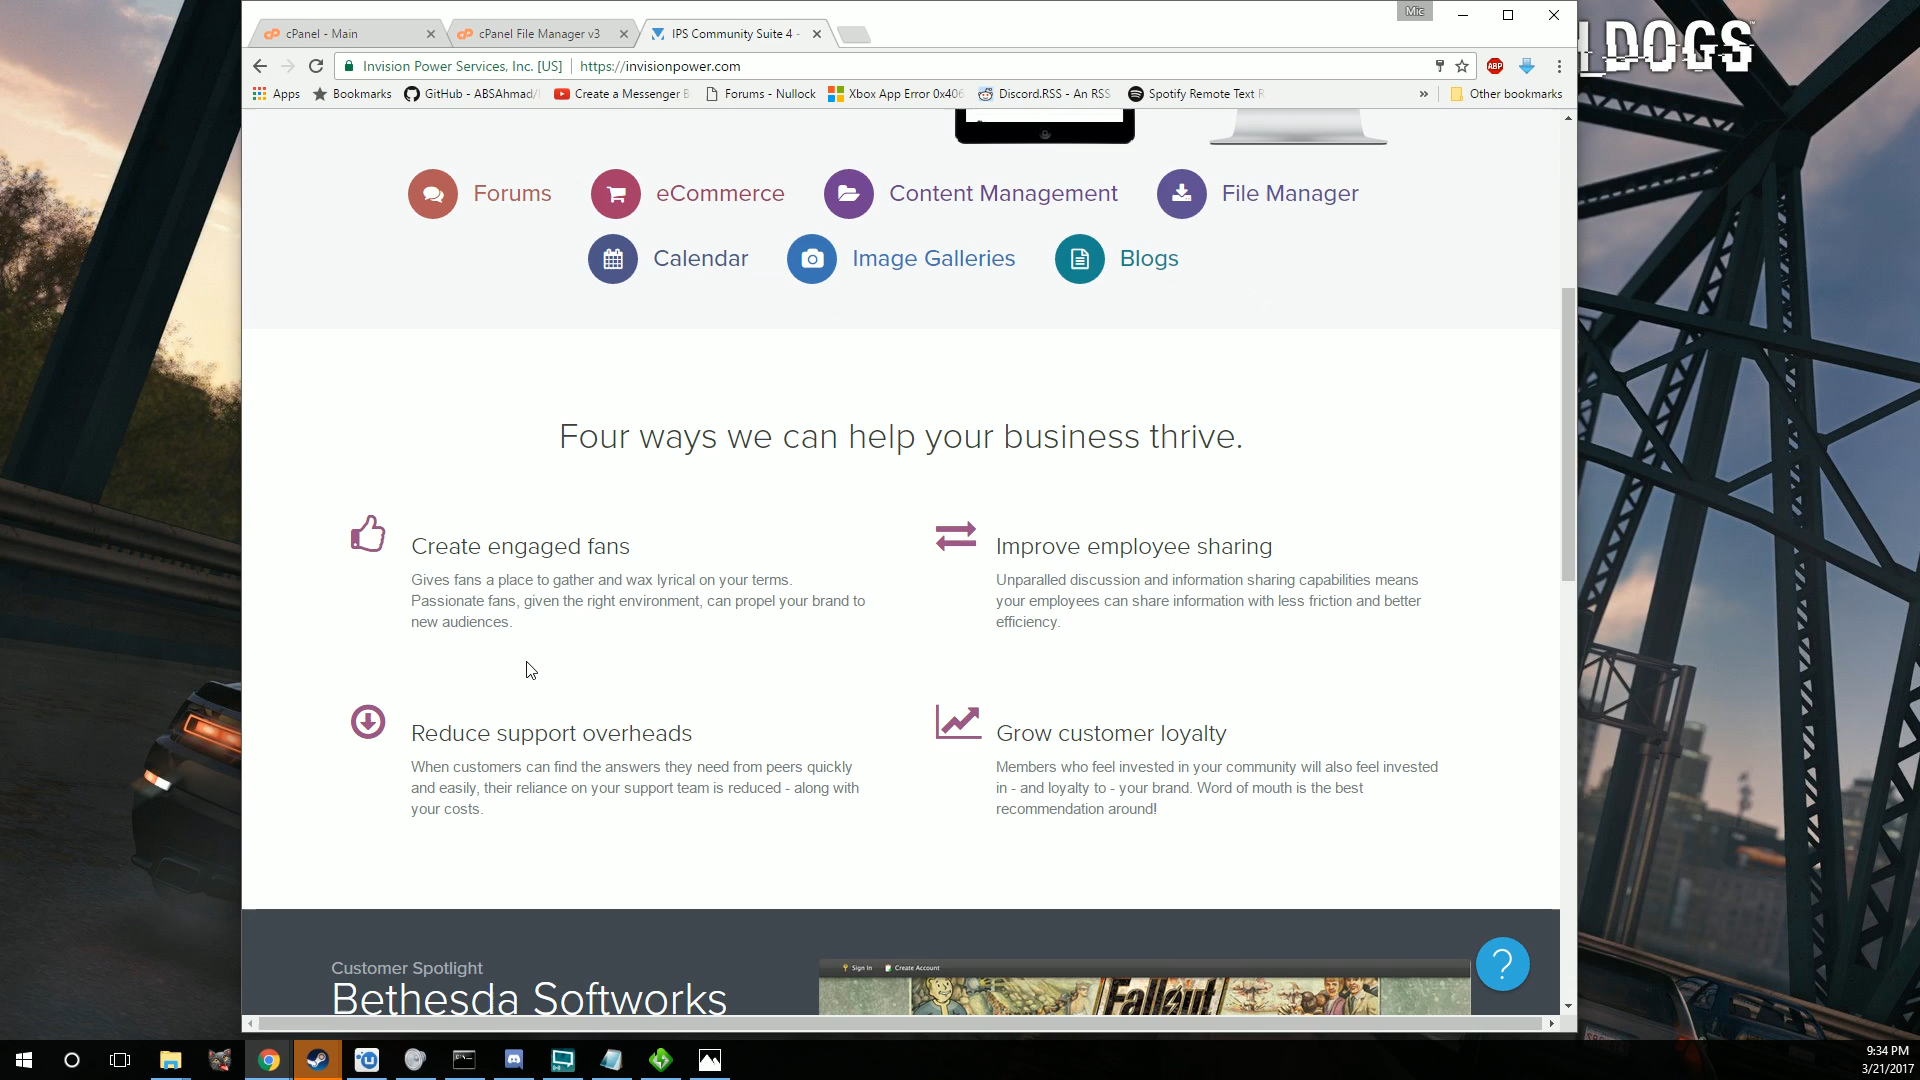 Mic
cPanel - Main
cPanel File Manager v3
IPS Community Suite 4 -
DOGS
Invision Power Services, Inc. [US]
https://invisionpower.com
ABP
Apps
Bookmarks
GitHub - ABSAhmad/
Create a Messenger B
Forums - Nullock
Xbox App Error 0x406
Discord.RSS - An RSS
Spotify Remote Text R
»
Other bookmarks
Forums
eCommerce
Content Management
File Manager
Calendar
Image Galleries
Blogs
Four ways we can help your business thrive.
Create engaged fans
Gives fans a place to gather and wax lyrical on your terms.
Passionate fans, given the right environment, can propel your brand to
new audiences.
Improve employee sharing
Unparalled discussion and information sharing capabilities means
your employees can share information with less friction and better
efficiency.
Reduce support overheads
When customers can find the answers they need from peers quickly
and easily, their reliance on your support team is reduced - along with
your costs.
Grow customer loyalty
Members who feel invested in your community will also feel invested
in - and loyalty to - your brand. Word of mouth is the best
recommendation around!
Customer Spotlight
Bethesda Softworks
Sign In
Create Account
Fallout
?
9:34 PM
3/21/2017